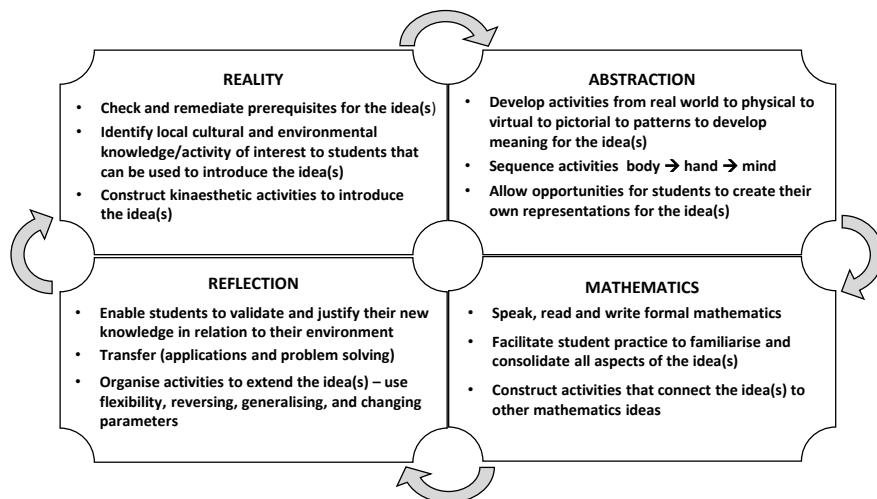 REALITY
• Check and remediate prerequisites for the idea(s)
• Identify local cultural and environmental
knowledge/activity of interest to students that
can be used to introduce the idea(s)
• Construct kinaesthetic activities to introduce
the idea(s)
ABSTRACTION
• Develop activities from real world to physical to
virtual to pictorial to patterns to develop
meaning for the idea(s)
• Sequence activities body → hand → mind
• Allow opportunities for students to create their
own representations for the idea(s)
REFLECTION
• Enable students to validate and justify their new
knowledge in relation to their environment
• Transfer (applications and problem solving)
• Organise activities to extend the idea(s) – use
flexibility, reversing, generalising, and changing
parameters
MATHEMATICS
• Speak, read and write formal mathematics
• Facilitate student practice to familiarise and
consolidate all aspects of the idea(s)
• Construct activities that connect the idea(s) to
other mathematics ideas